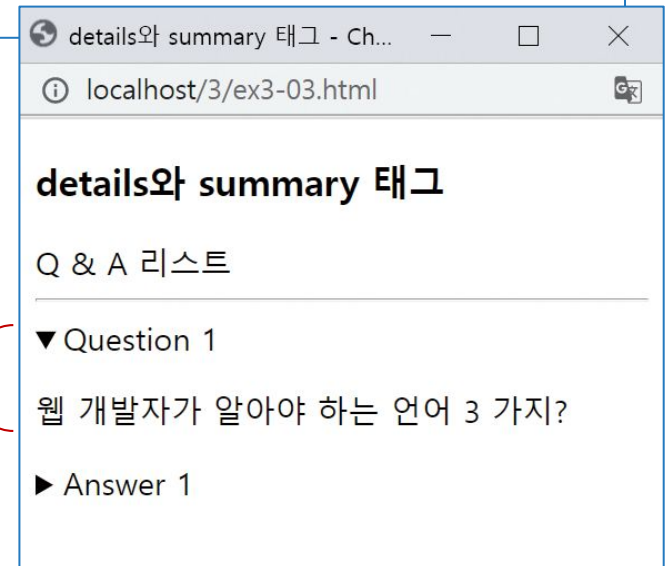 details와 summary 태그 - Ch...
localhost/3/ex3-03.html
details와 summary 태그
Q & A 리스트
▼ Question 1
웹 개발자가 알아야 하는 언어 3 가지?
▶ Answer 1